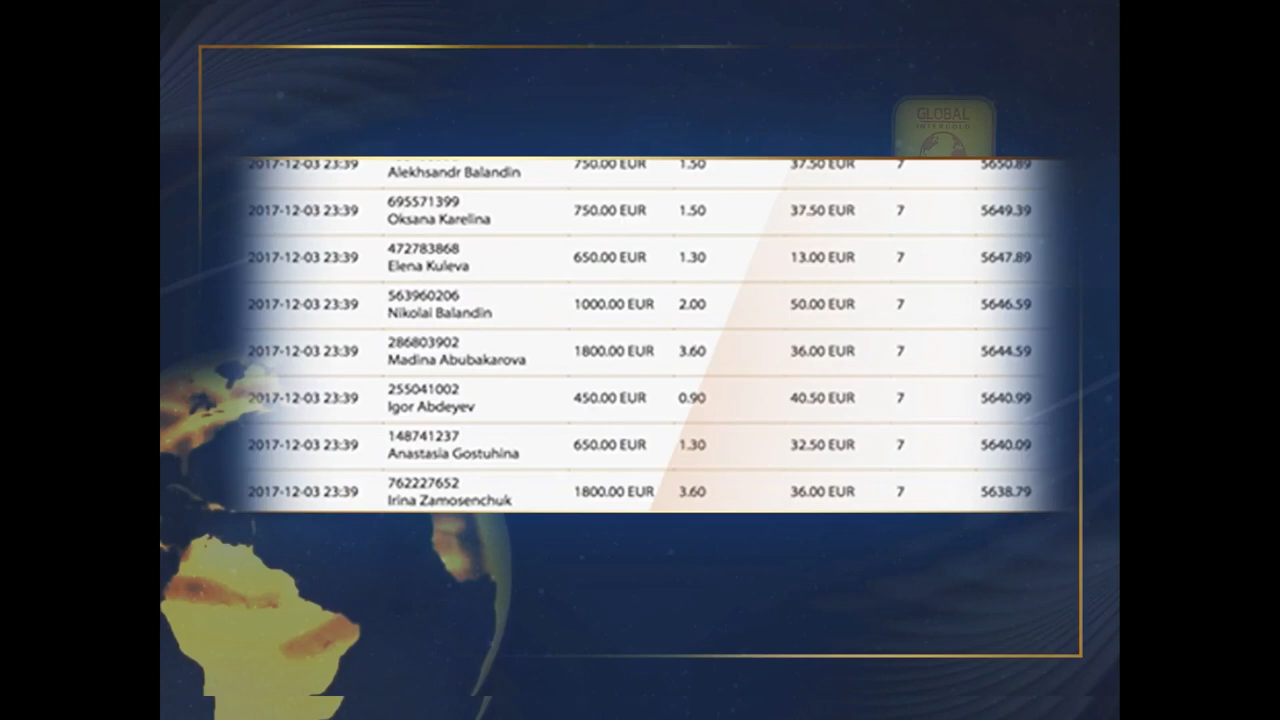 GLOBAL
INTERGOLD
2017-12-03 23:39 750.00 EUR 1.50 37.50 EUR 7 5650.89
Alekhsandr Balandin
695571399
2017-12-03 23:39 750.00 EUR 1.50 37.50 EUR 7 5649.39
Oksana Karelina
472783868
2017-12-03 23:39 650.00 EUR 1.30 13.00 EUR 7 5647.89
Elena Kuleva
563960206
2017-12-03 23:39 1000.00 EUR 2.00 50.00 EUR 7 5646.59
Nikolai Balandin
286803902
2017-12-03 23:39 1800.00 EUR 3.60 36.00 EUR 7 5644.59
Madina Abubakarova
255041002
2017-12-03 23:39 450.00 EUR 0.90 40.50 EUR 7 5640.99
Igor Abdeyev
148741237
2017-12-03 23:39 650.00 EUR 1.30 32.50 EUR 7 5640.09
Anastasia Gostuhina
762227652
2017-12-03 23:39 1800.00 EUR 3.60 36.00 EUR 7 5638.79
Irina Zamosenchuk